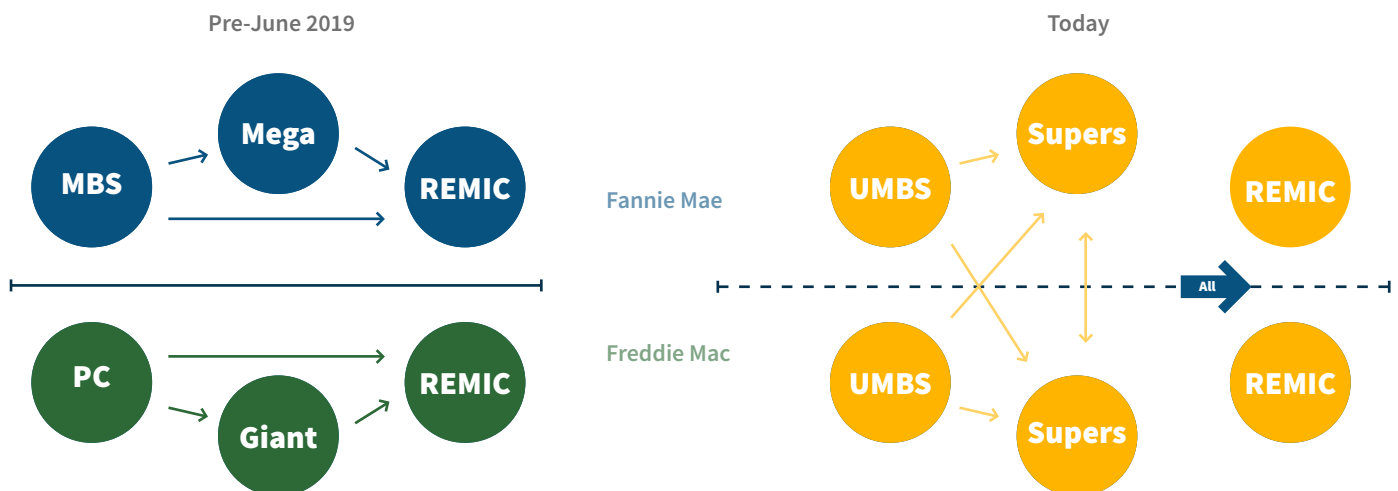 Pre-June 2019
Today
Mega
MBS
REMIC
Fannie Mae
Supers
UMBS
REMIC
All
PC
REMIC
Giant
Freddie Mac
UMBS
REMIC
Supers